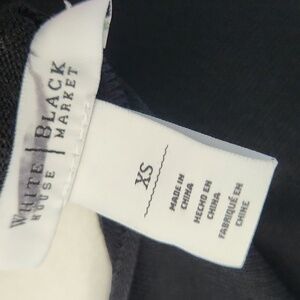 WHITE | BLACK
HOUSE | MARKET
XS
MADE IN
CHINA
HECHO EN
CHINA
FABRIQUÉ EN
CHINE